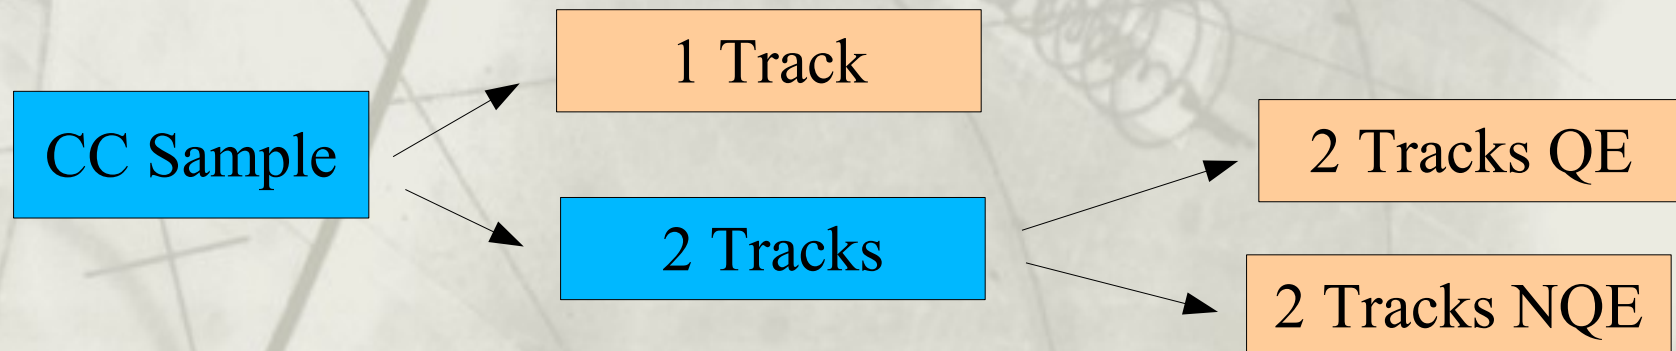 1 Track
CC Sample
2 Tracks QE
2 Tracks
2 Tracks NQE